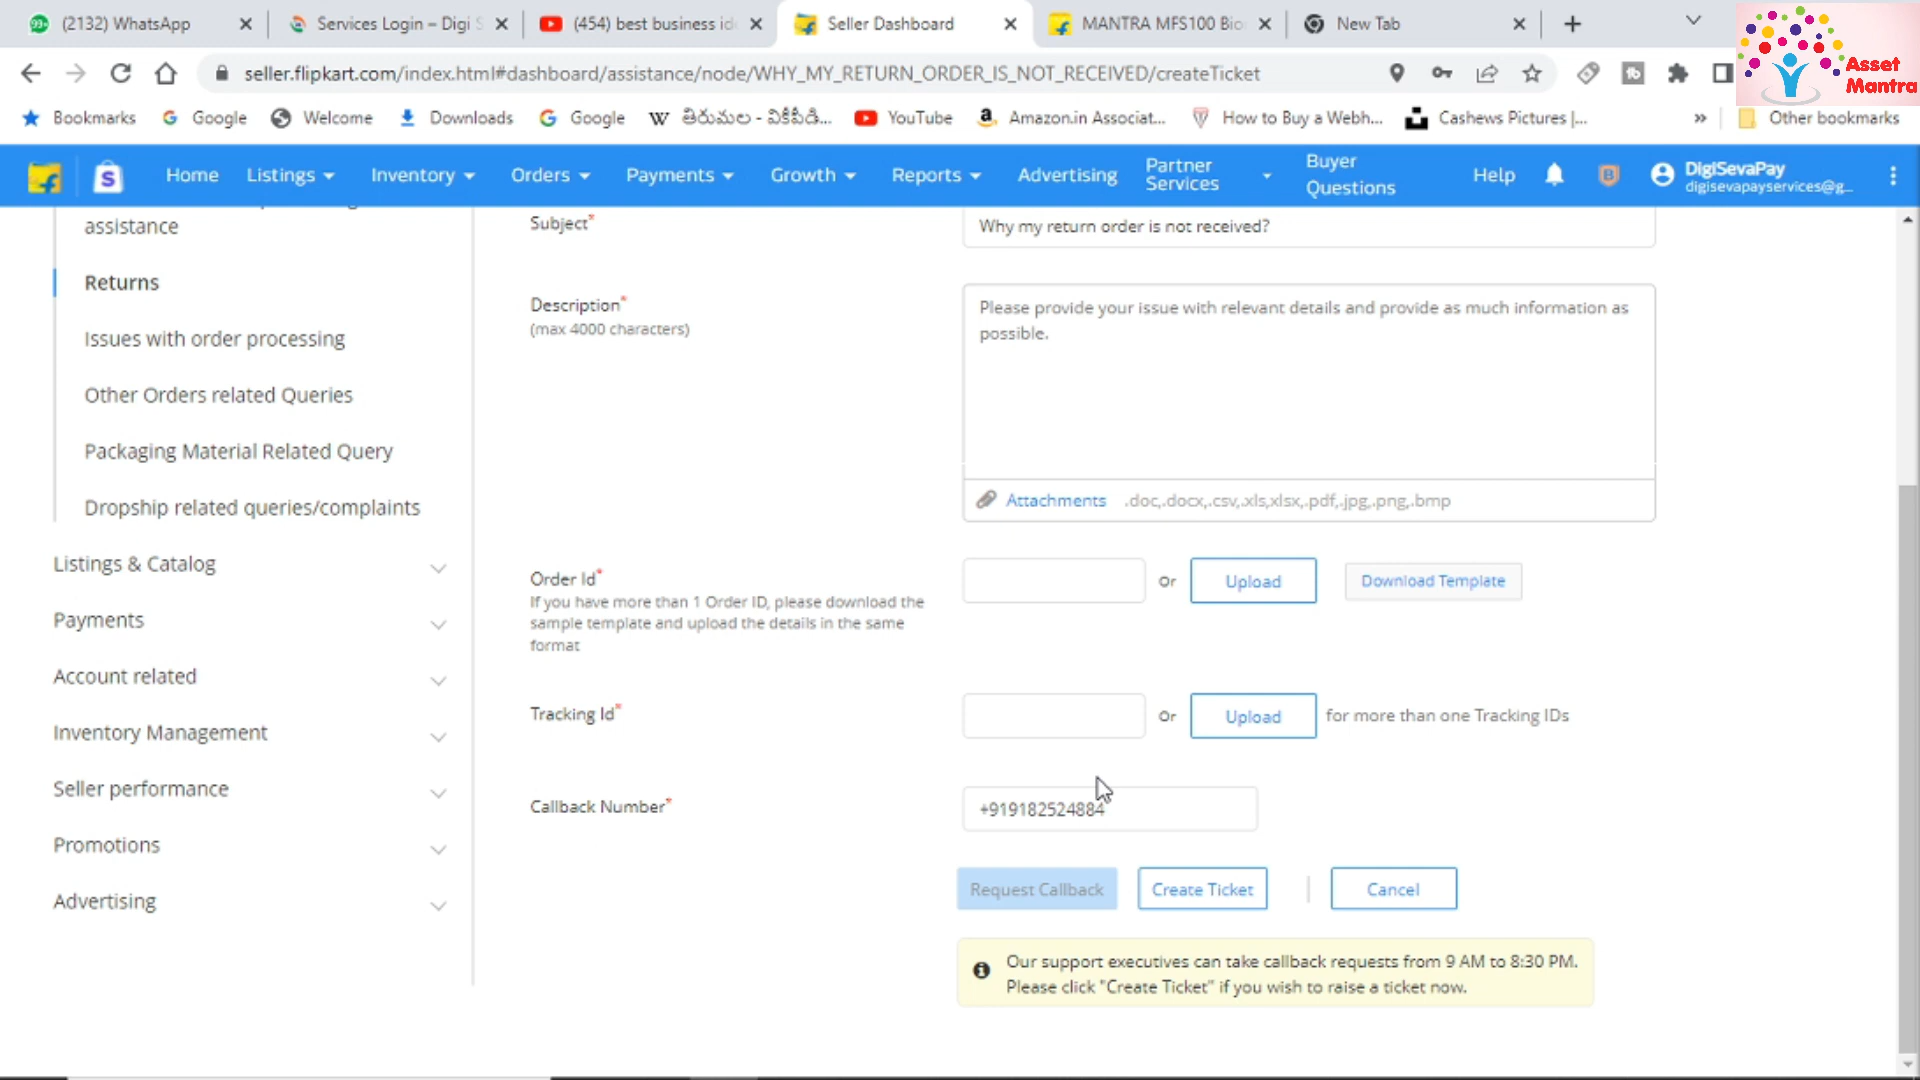 (2132) WhatsApp
Services Login – Digi S
(454) best business id
Seller Dashboard
MANTRA MFS100 Bio
New Tab
seller.flipkart.com/index.html#dashboard/assistance/node/WHY_MY_RETURN_ORDER_IS_NOT_RECEIVED/createTicket
Asset
Mantra
Bookmarks
Google
Welcome
Downloads
Google
తిరుమల - వికీపీడి...
YouTube
Amazon.in Associat...
How to Buy a Webh...
Cashews Pictures |...
Other bookmarks
Home
Listings
Inventory
Orders
Payments
Growth
Reports
Advertising
Partner
Services
Buyer
Questions
Help
DigiSevaPay
digisevapayservices@g...
assistance
Returns
Issues with order processing
Other Orders related Queries
Packaging Material Related Query
Dropship related queries/complaints
Listings & Catalog
Payments
Account related
Inventory Management
Seller performance
Promotions
Advertising
Subject*
Why my return order is not received?
Description*
(max 4000 characters)
Please provide your issue with relevant details and provide as much information as
possible.
Attachments .doc,.docx,.csv,.xls,xlsx,.pdf,.jpg,.png,.bmp
Order Id*
If you have more than 1 Order ID, please download the
sample template and upload the details in the same
format
Or
Upload
Download Template
Tracking Id*
Or
Upload
for more than one Tracking IDs
Callback Number*
+919182524884
Request Callback
Create Ticket
Cancel
Our support executives can take callback requests from 9 AM to 8:30 PM.
Please click "Create Ticket" if you wish to raise a ticket now.